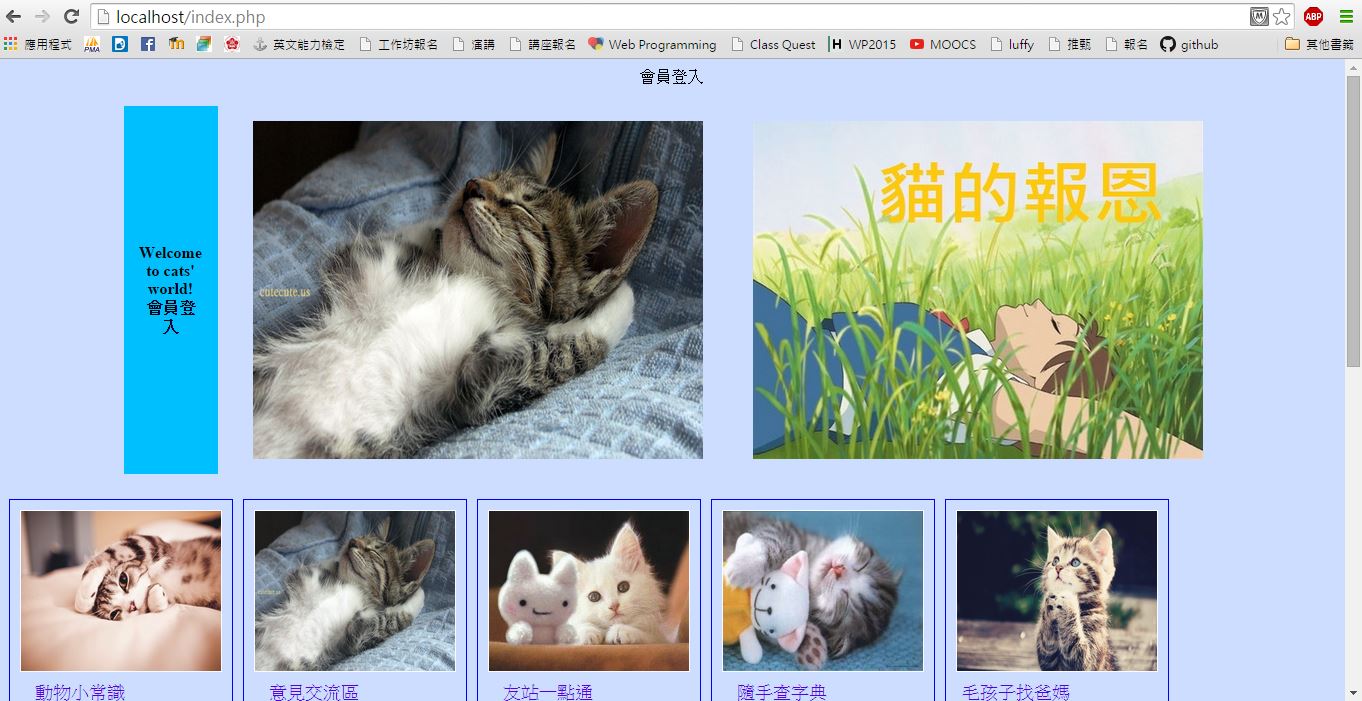 localhost/index.php
ABP
應用程式
PMA
英文能力檢定
工作坊報名
演講
講座報名
Web Programming
Class Quest
H WP2015
MOOCS
luffy
推甄
報名
github
其他書籤
會員登入
Welcome
to cats'
world!
會員登
入
cutecute.us
貓的報恩
動物小常識
意見交流區
友站一點通
隨手查字典
毛孩子找爸媽